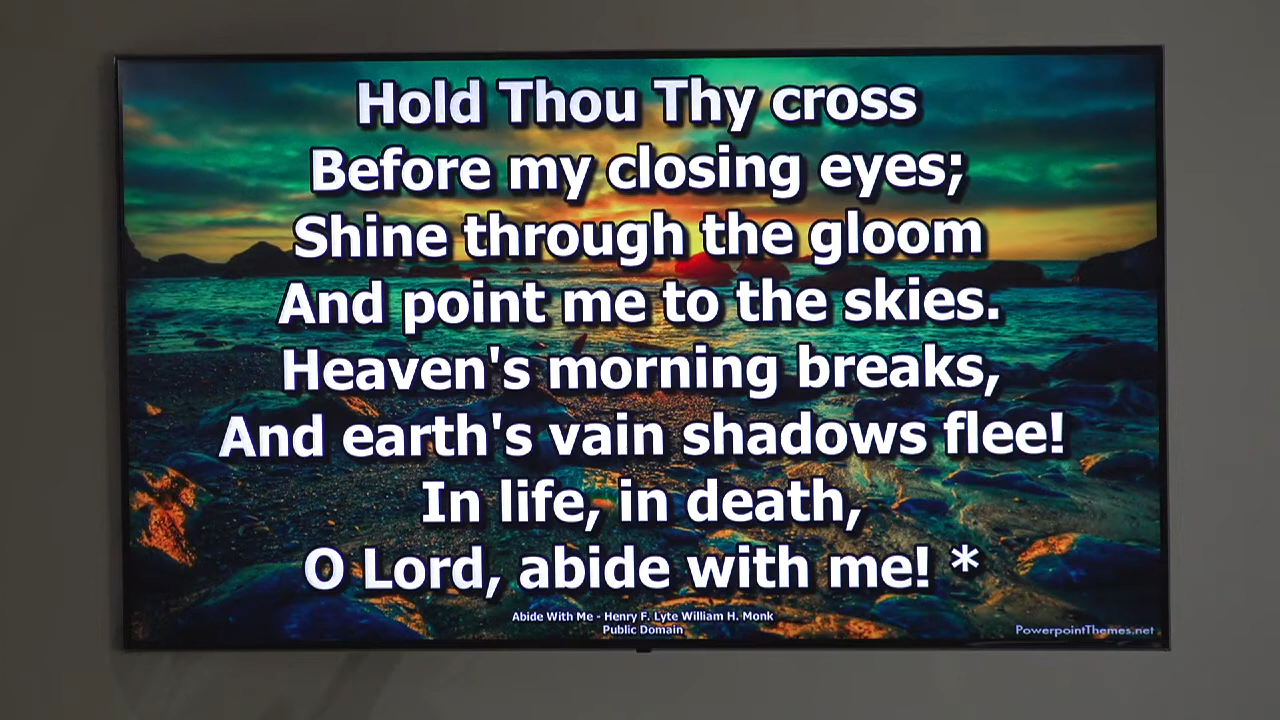 Hold Thou Thy cross
Before my closing eyes;
Shine through the gloom
And point me to the skies.
Heaven's morning breaks,
And earth's vain shadows flee!
In life, in death,
O Lord, abide with me! *
Abide With Me - Henry F. Lyte William H. Monk
Public Domain
PowerpointThemes.net